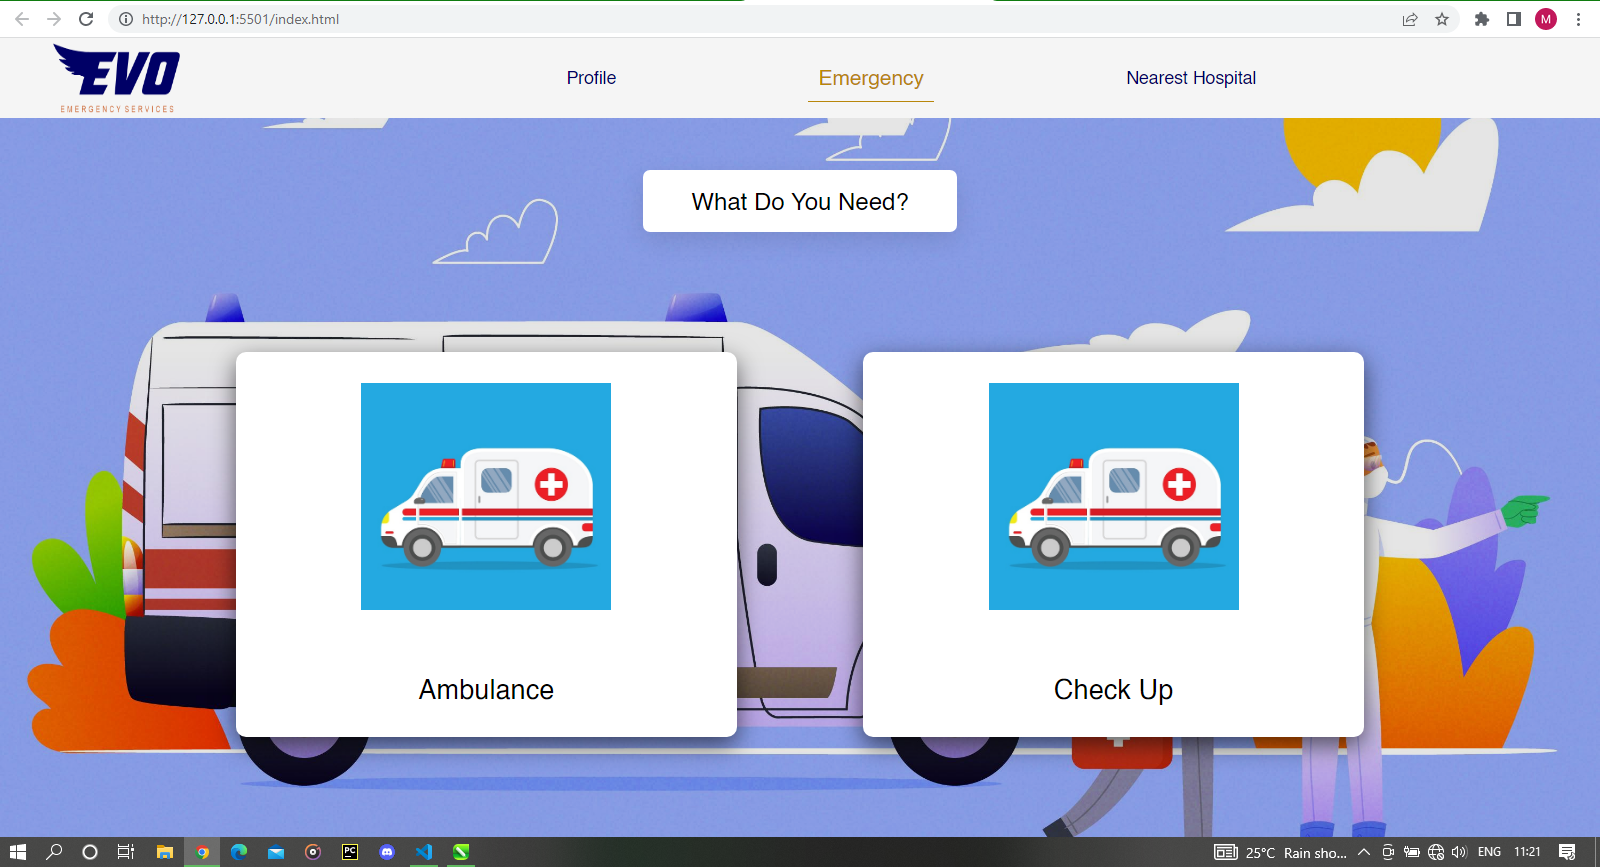 http://127.0.0.1:5501/index.html
M
EVO
EMERGENCY SERVICES
Profile
Emergency
Nearest Hospital
What Do You Need?
Ambulance
Check Up
PC
25°C Rain sho...
ENG
11:21